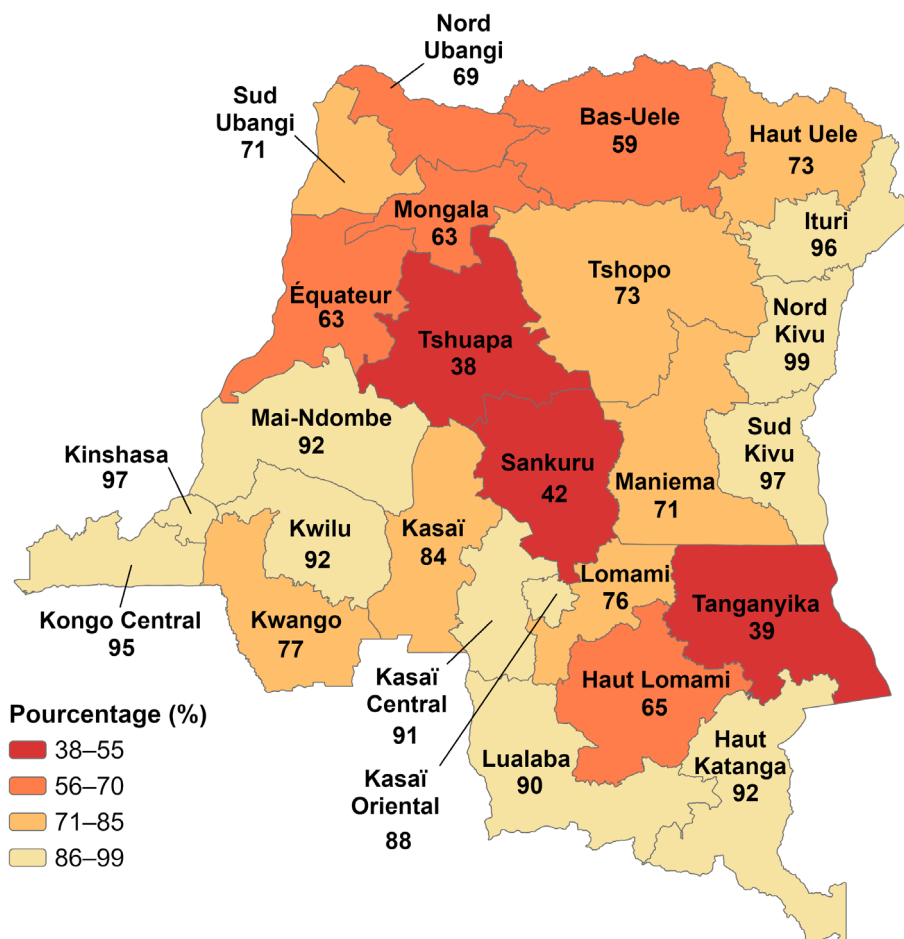 Nord
Ubangi
69
Sud
Ubangi
71
Bas-Uele
59
Haut Uele
73
Mongala
63
Ituri
96
Tshopo
73
Équateur
63
Nord
Kivu
99
Tshuapa
38
Mai-Ndombe
92
Sud
Kivu
97
Kinshasa
97
Sankuru
42
Maniema
71
Kwilu
92
Kasaï
84
Lomami
76
Tanganyika
39
Kongo Central
95
Kwango
77
Kasaï
Central
91
Haut Lomami
65
Kasaï
Oriental
88
Lualaba
90
Haut
Katanga
92
Pourcentage (%)
38–55
56–70
71–85
86–99